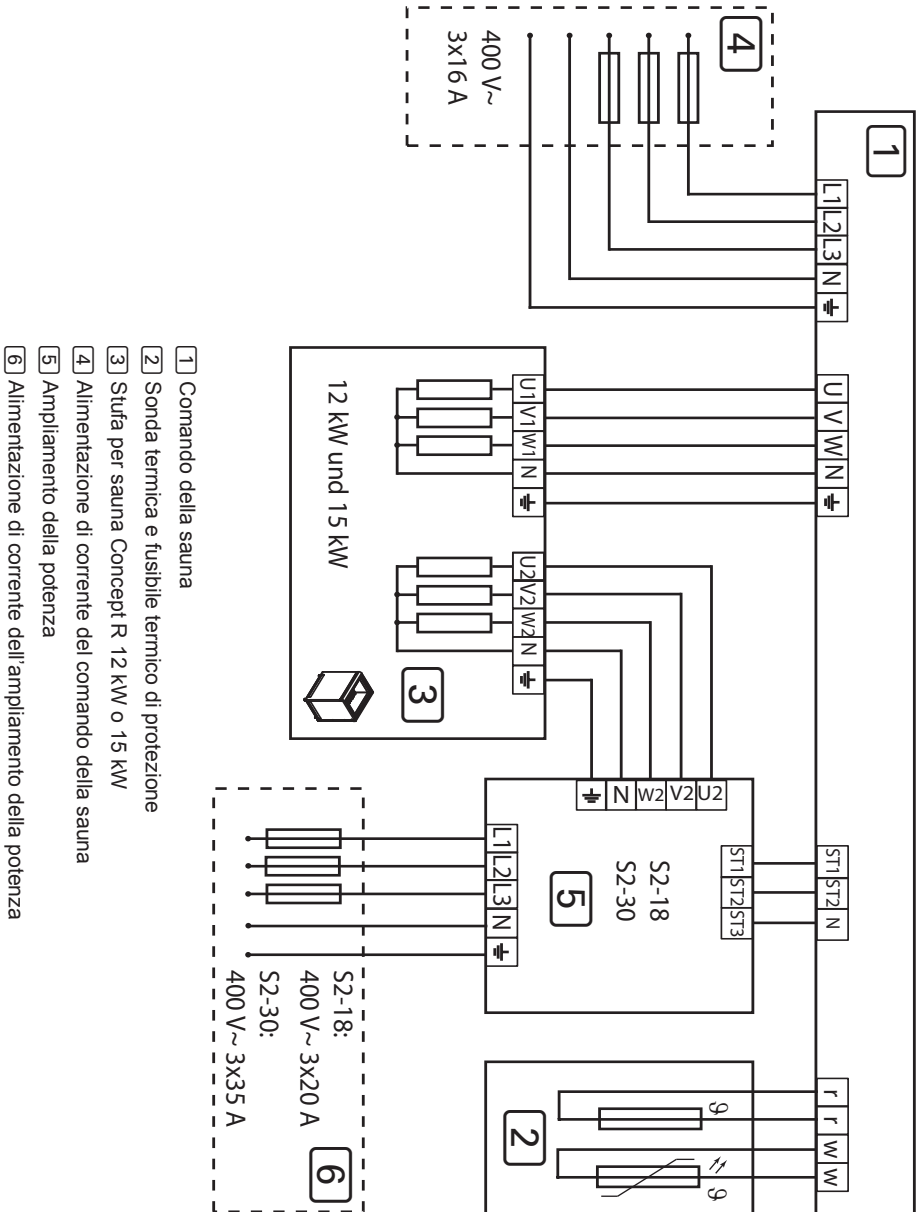 4
400 V~
3x16 A
1
L1 L2 L3 N
U V W N
ST1 ST2 N
r r w w
U1 V1 W1 N
U2 V2 W2 N
12 kW und 15 kW
3
U2 V2 W2 N
ST1 ST2 ST3
S2-18
S2-30
5
L1 L2 L3 N
S2-18:
400 V~ 3x20 A
S2-30:
400 V~ 3x35 A
6
ϑ
ϑ
2
1 Comando della sauna
2 Sonda termica e fusibile termico di protezione
3 Stufa per sauna Concept R 12 kW o 15 kW
4 Alimentazione di corrente del comando della sauna
5 Ampliamento della potenza
6 Alimentazione di corrente dell'ampliamento della potenza